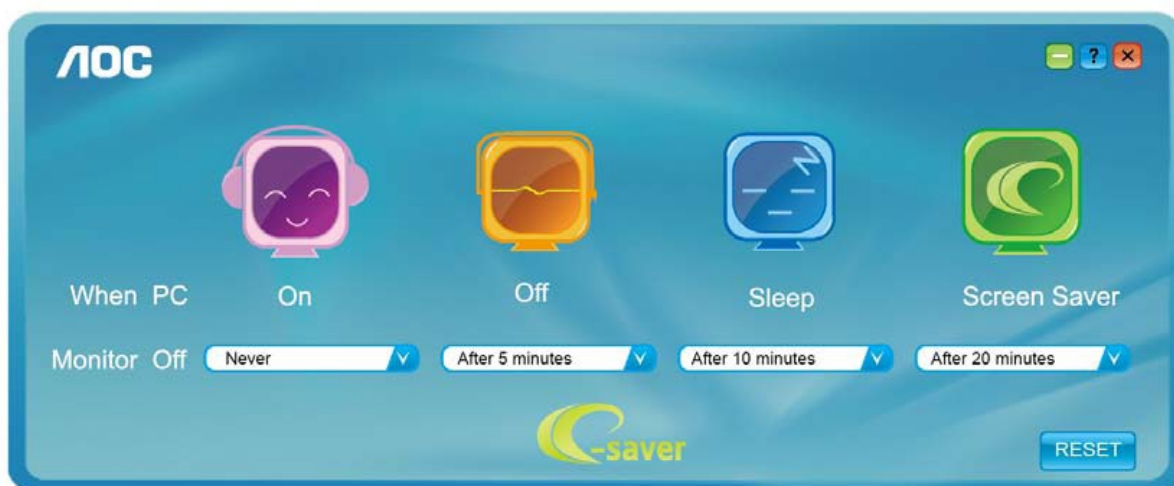 AOC
?
When PC On Off Sleep Screen Saver
Monitor Off Never After 5 minutes After 10 minutes After 20 minutes
e-saver
RESET